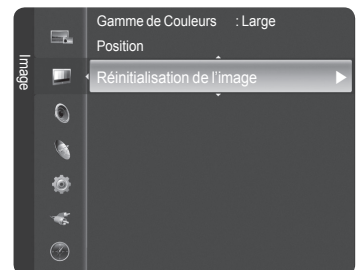 Image
Gamme de Couleurs : Large
Position
Réinitialisation de l'image